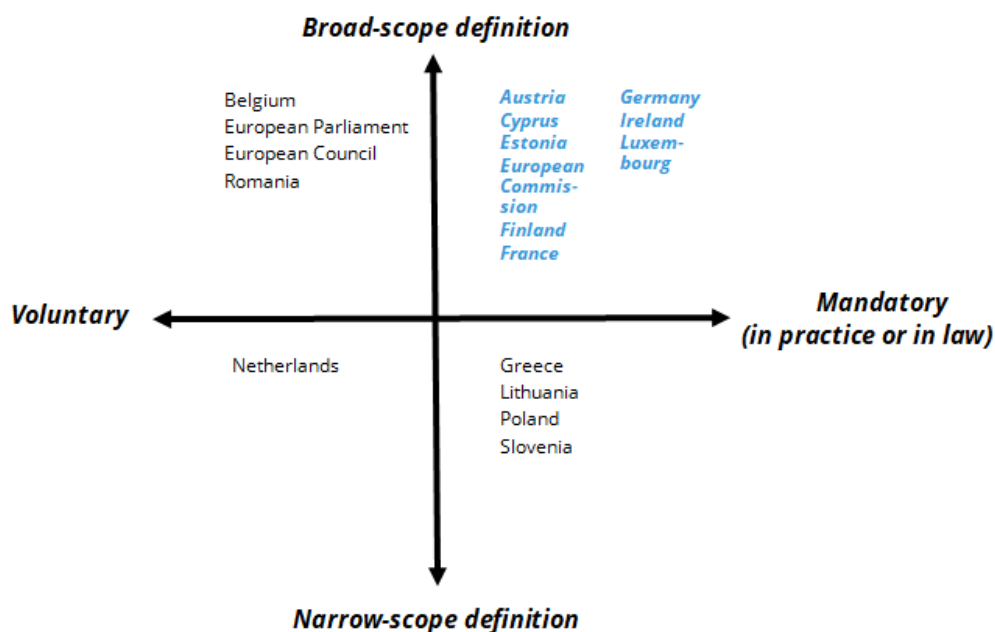 Broad-scope definition
Belgium
European Parliament
European Council
Romania
Austria
Cyprus
Estonia
European
Commis-
sion
Finland
France
Germany
Ireland
Luxem-
bourg
Voluntary
Mandatory
(in practice or in law)
Netherlands
Greece
Lithuania
Poland
Slovenia
Narrow-scope definition